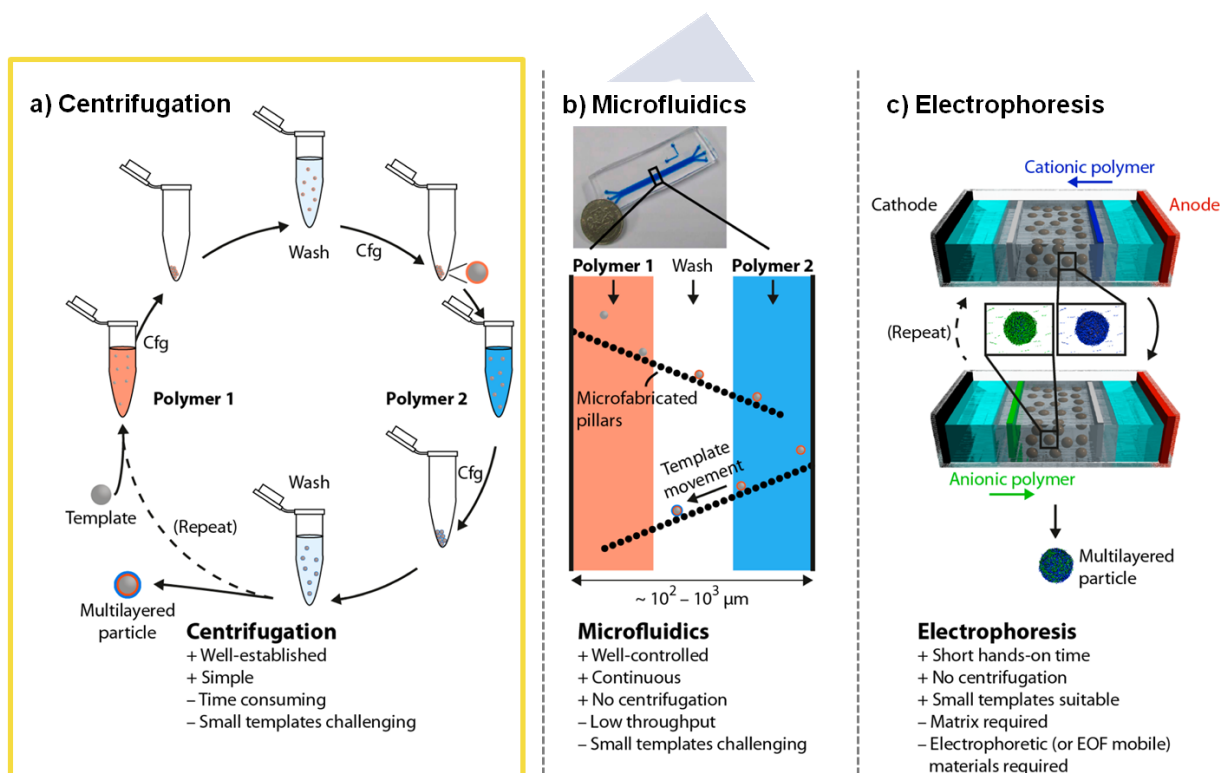 a) Centrifugation
Wash
Cfg
Cfg
Polymer 1
Polymer 2
Cfg
Template
(Repeat)
Wash
Multilayered
particle
Centrifugation
+ Well-established
+ Simple
– Time consuming
– Small templates challenging
b) Microfluidics
Polymer 1
Wash
Polymer 2
Microfabricated
pillars
Template
movement
~ 10² – 10³ µm
Microfluidics
+ Well-controlled
+ Continuous
+ No centrifugation
– Low throughput
– Small templates challenging
c) Electrophoresis
Cationic polymer
Cathode
Anode
(Repeat)
Anionic polymer
Multilayered
particle
Electrophoresis
+ Short hands-on time
+ No centrifugation
+ Small templates suitable
– Matrix required
– Electrophoretic (or EOF mobile)
materials required